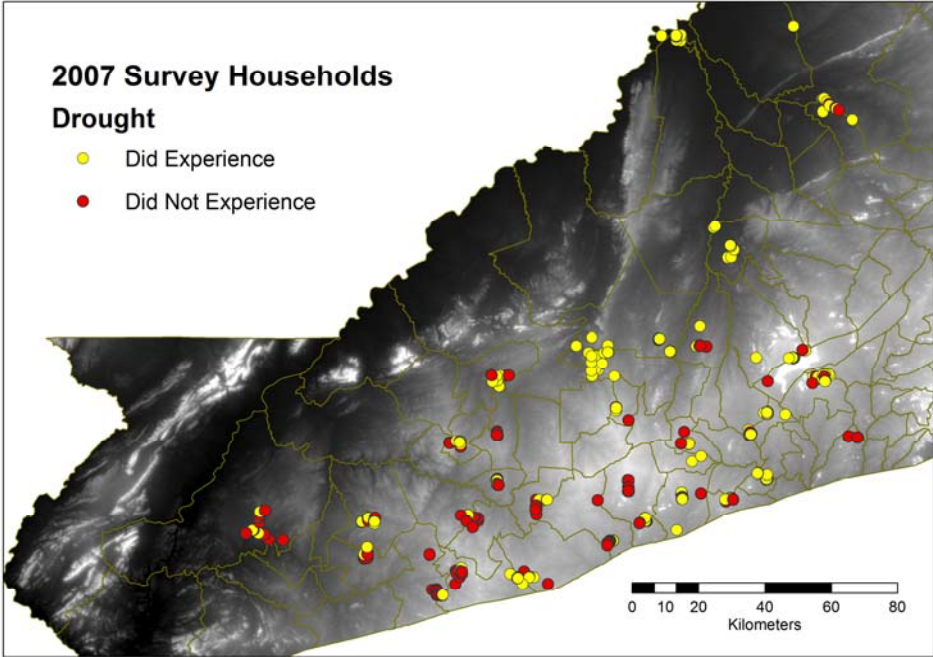 2007 Survey Households
Drought
Did Experience
Did Not Experience
0 10 20 40 60 80
Kilometers